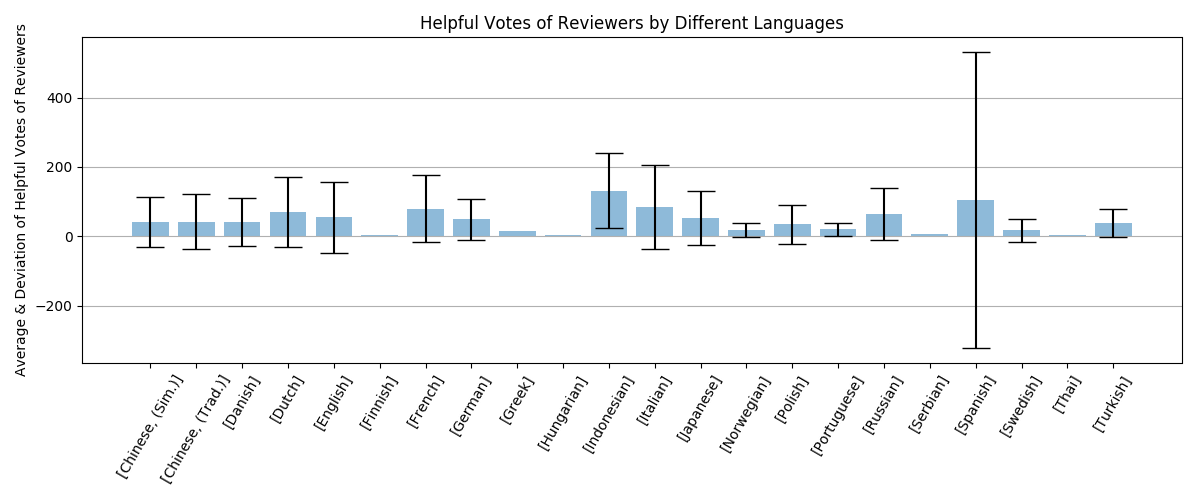 Helpful Votes of Reviewers by Different Languages
Average & Deviation of Helpful Votes of Reviewers
400
200
0
−200
[Chinese, (Sim.)]
[Chinese, (Trad.)]
[Danish]
[Dutch]
[English]
[Finnish]
[French]
[German]
[Greek]
[Hungarian]
[Indonesian]
[Italian]
[Japanese]
[Norwegian]
[Polish]
[Portuguese]
[Russian]
[Serbian]
[Spanish]
[Swedish]
[Thai]
[Turkish]